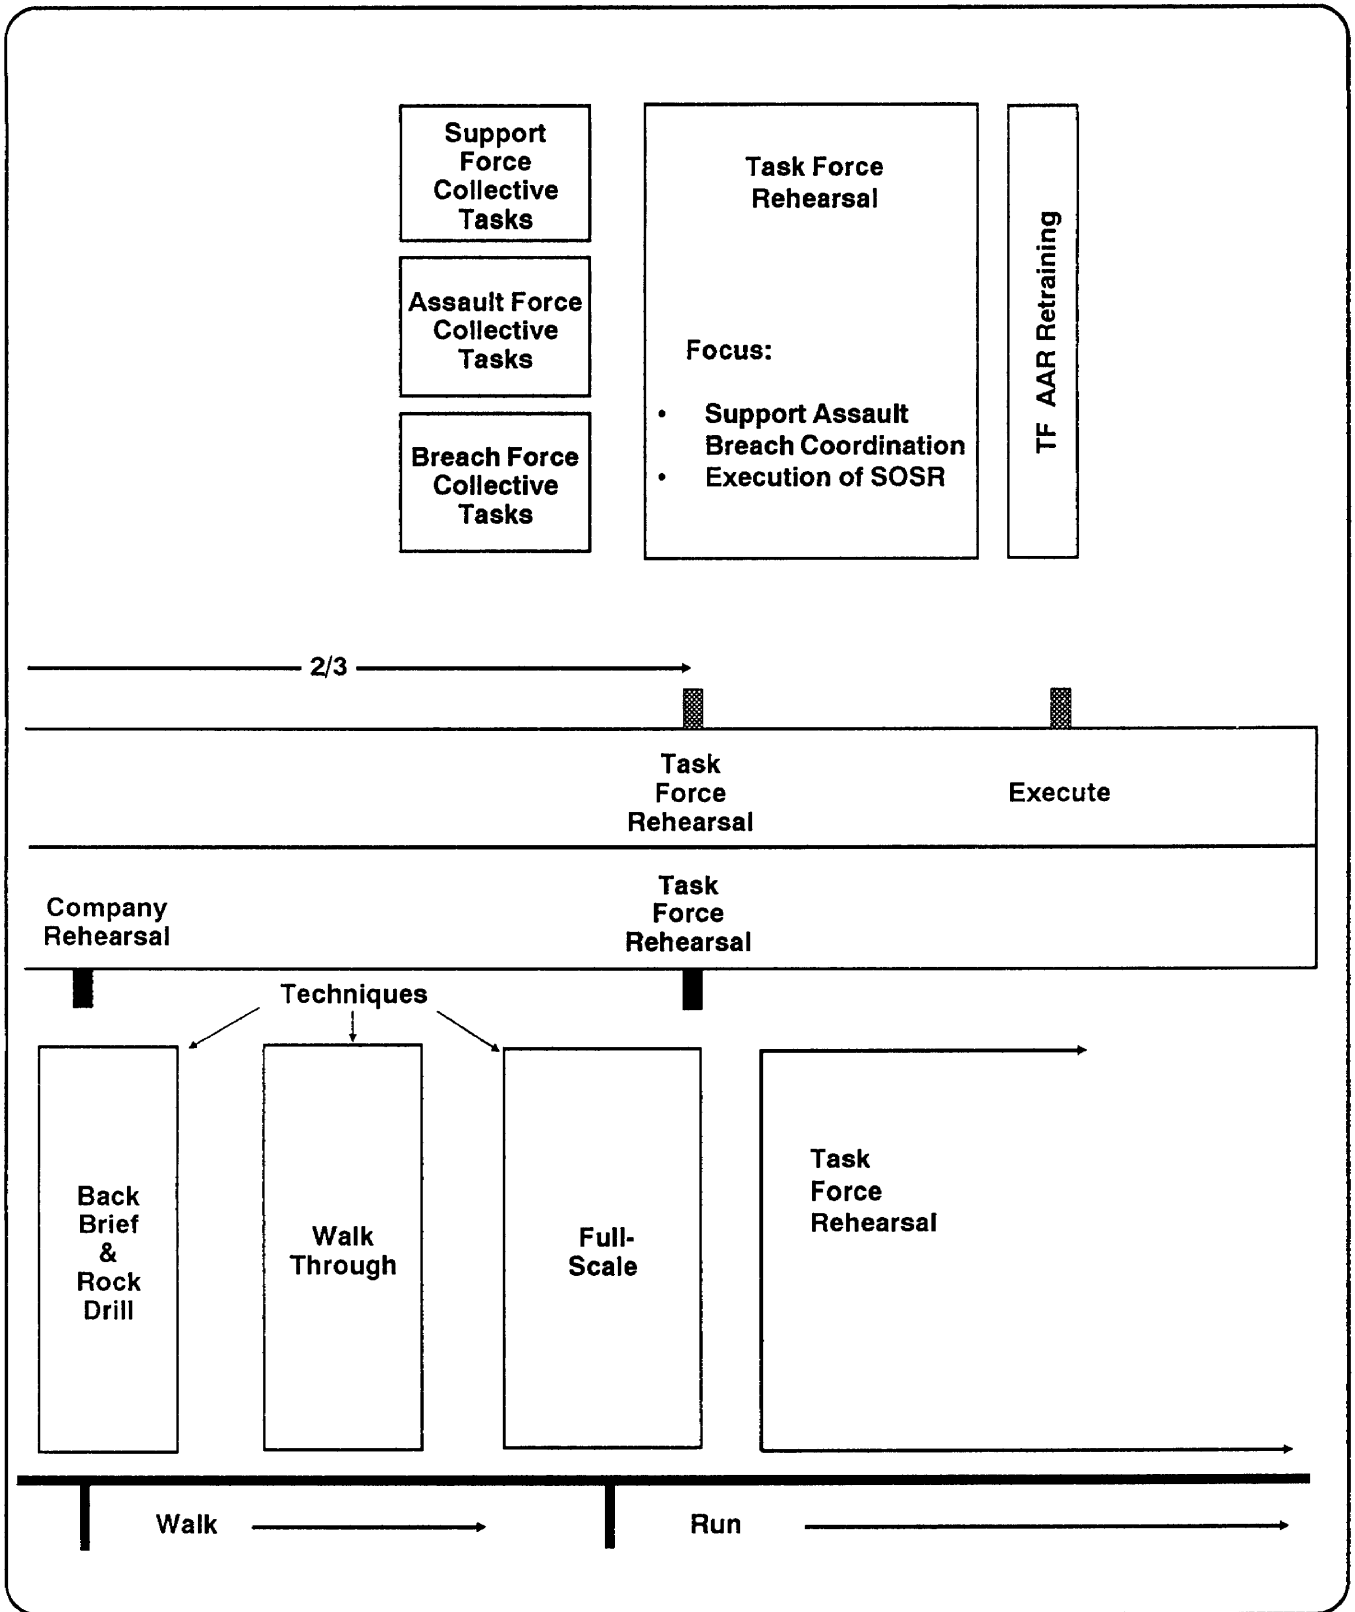 Support
Force
Collective
Tasks
Assault Force
Collective
Tasks
Breach Force
Collective
Tasks
Task Force
Rehearsal
Focus:
• Support Assault
Breach Coordination
• Execution of SOSR
TF AAR Retraining
2/3
Task
Force
Rehearsal
Execute
Company
Rehearsal
Task
Force
Rehearsal
Techniques
Back
Brief
&
Rock
Drill
Walk
Through
Full-
Scale
Task
Force
Rehearsal
Walk
Run